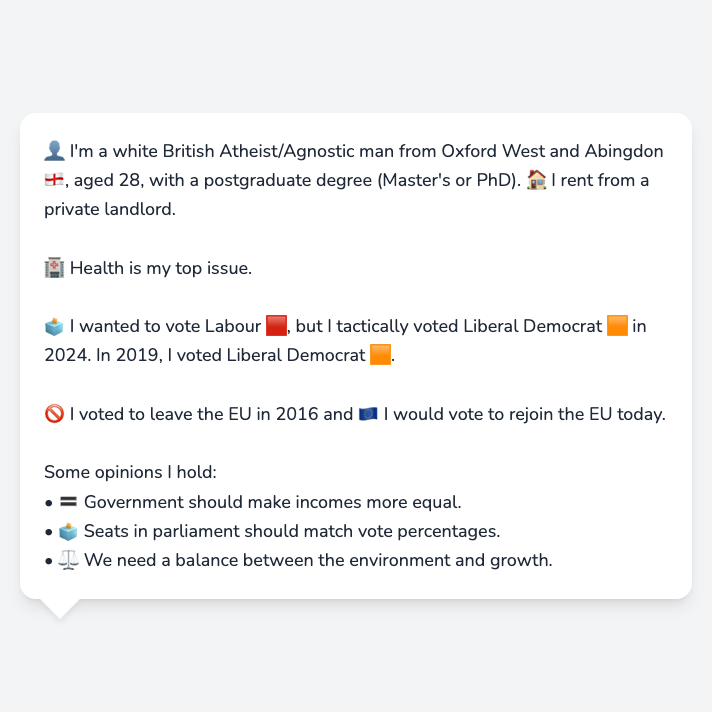 👤 I'm a white British Atheist/Agnostic man from Oxford West and Abingdon
🏴󠁧󠁢󠁥󠁮󠁧󠁿, aged 28, with a postgraduate degree (Master's or PhD). 🏠 I rent from a
private landlord.
🏥 Health is my top issue.
🗳️ I wanted to vote Labour 🟥, but I tactically voted Liberal Democrat 🟧 in
2024. In 2019, I voted Liberal Democrat 🟧.
🚫 I voted to leave the EU in 2016 and 🇪🇺 I would vote to rejoin the EU today.
Some opinions I hold:
• 🟰 Government should make incomes more equal.
• 🗳️ Seats in parliament should match vote percentages.
• ⚖️ We need a balance between the environment and growth.